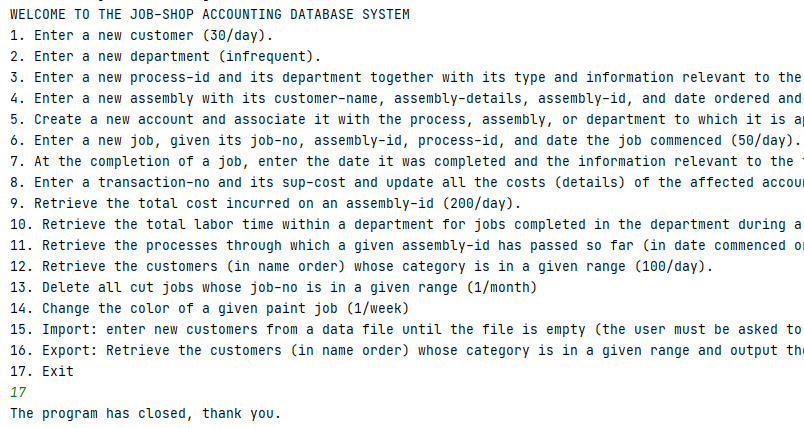 WELCOME TO THE JOB-SHOP ACCOUNTING DATABASE SYSTEM
1. Enter a new customer (30/day).
2. Enter a new department (infrequent).
3. Enter a new process-id and its department together with its type and information relevant to the
4. Enter a new assembly with its customer-name, assembly-details, assembly-id, and date ordered and
5. Create a new account and associate it with the process, assembly, or department to which it is
6. Enter a new job, given its job-no, assembly-id, process-id, and date the job commenced (50/day).
7. At the completion of a job, enter the date it was completed and the information relevant to the
8. Enter a transaction-no and its sup-cost and update all the costs (details) of the affected
9. Retrieve the total cost incurred on an assembly-id (200/day).
10. Retrieve the total labor time within a department for jobs completed in the department during a
11. Retrieve the processes through which a given assembly-id has passed so far (in date commenced
12. Retrieve the customers (in name order) whose category is in a given range (100/day).
13. Delete all cut jobs whose job-no is in a given range (1/month)
14. Change the color of a given paint job (1/week)
15. Import: enter new customers from a data file until the file is empty (the user must be asked to
16. Export: Retrieve the customers (in name order) whose category is in a given range and output
17. Exit
17
The program has closed, thank you.